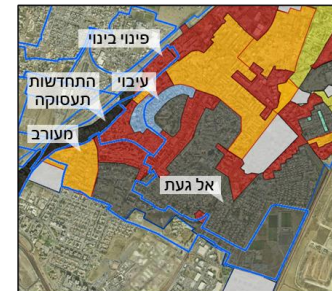 פינוי בינוי
עיבוי
התחדשות
תעסוקה
מעורב
אל געת